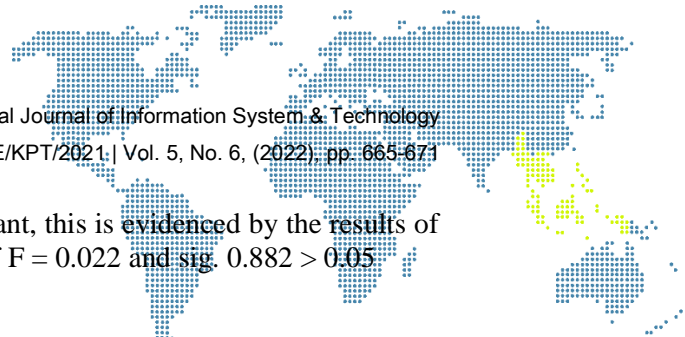 al Journal of Information System & Technology
E/KPT/2021 | Vol. 5, No. 6, (2022), pp. 665-671
ant, this is evidenced by the results of
F = 0.022 and sig. 0.882 > 0.05